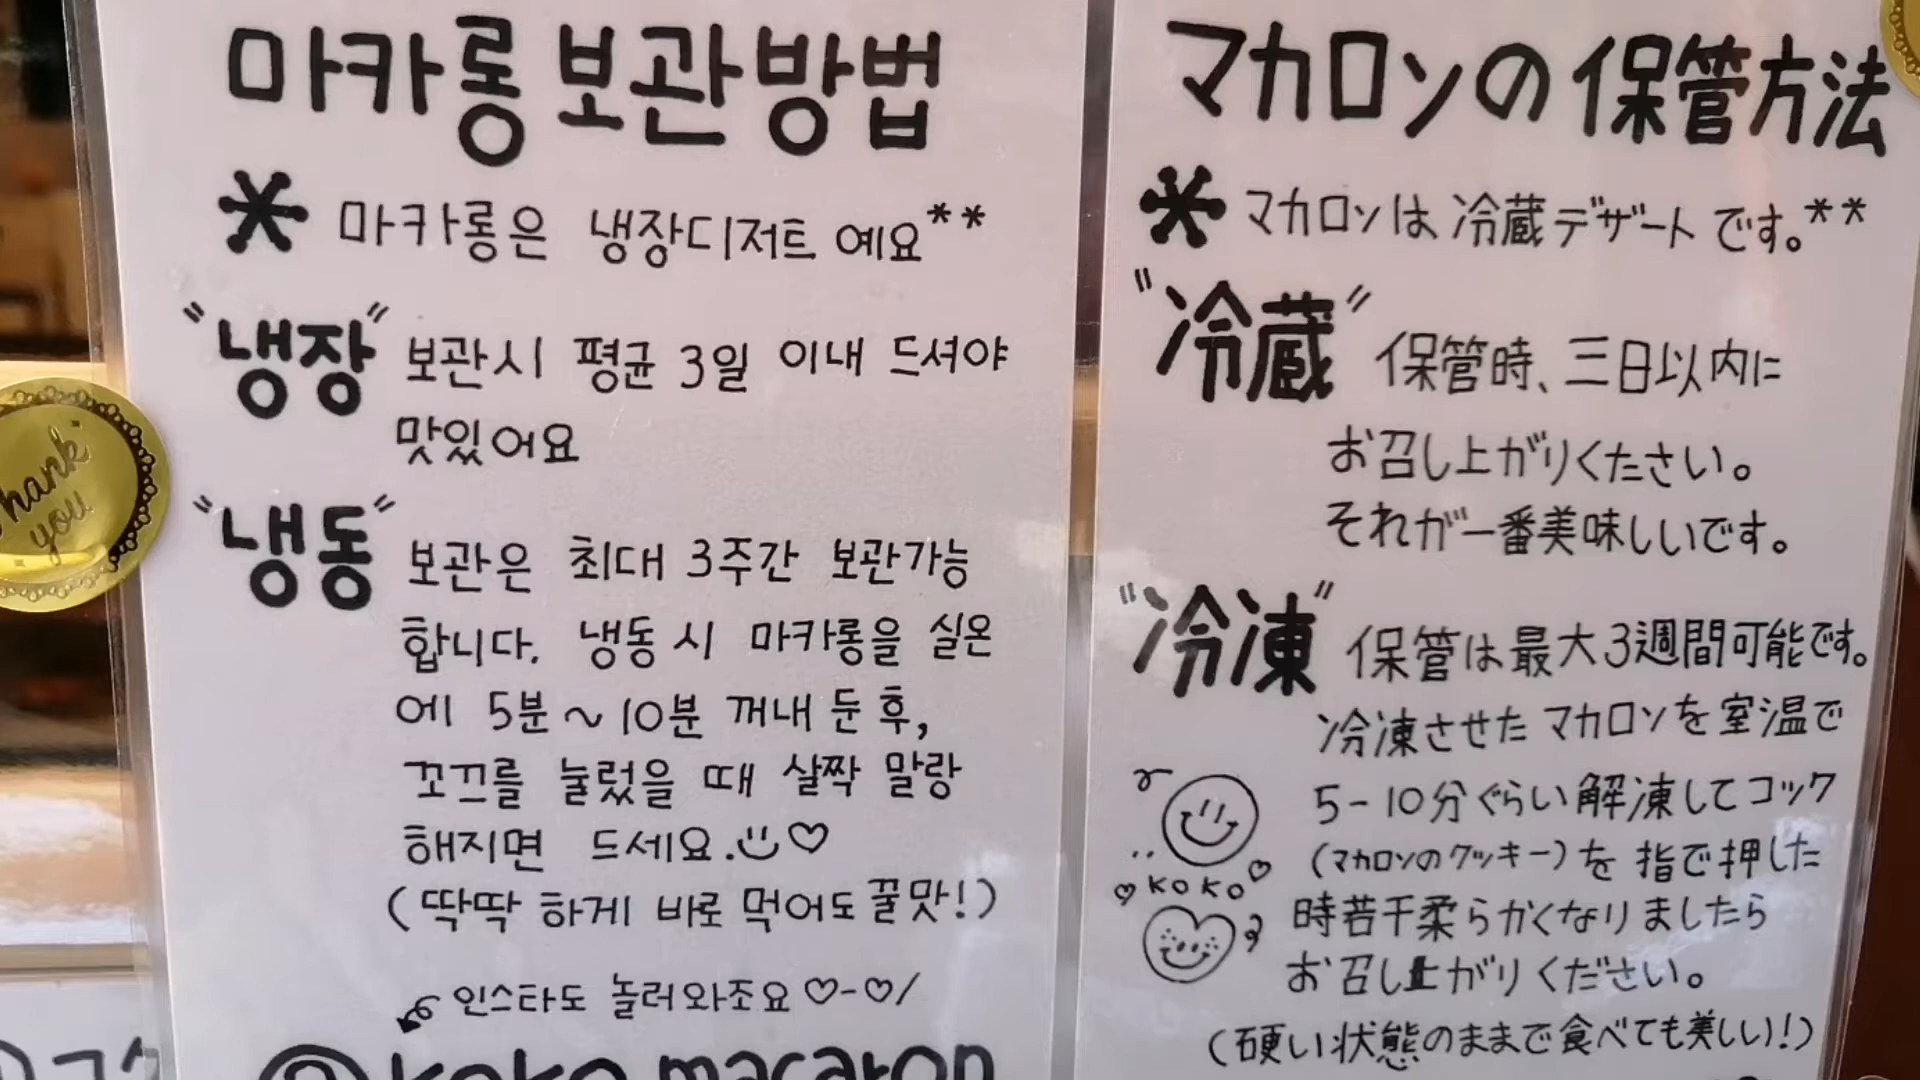 마카롱 보관방법
* 마카롱은 냉장디저트 예요**
"냉장" 보관시 평균 3일 이내 드셔야
맛있어요
"냉동" 보관은 최대 3주간 보관가능
합니다. 냉동 시 마카롱을 실온
에 5분~10분 꺼내 둔 후,
꼬끄를 눌렀을 때 살짝 말랑
해지면 드세요.♡
(딱딱 하게 바로 먹어도 꿀맛!)
인스타도 놀러와조요♡-♡/
@koko_macaron
マカロンの保管方法
* マカロンは冷蔵デザートです。**
"冷蔵" 保管時、三日以内に
お召し上がりくたさい。
それが一番美味しいです。
"冷凍" 保管は最大3週間可能です。
冷凍させたマカロンを室温で
5-10分ぐらい解凍してコック
(マカロンのクッキー)を指で押した
時若干柔らかくなりましたら
お召し上がりください。
(硬い状態のままで食べても美しい!)
♡KOKO♡
Thank
you